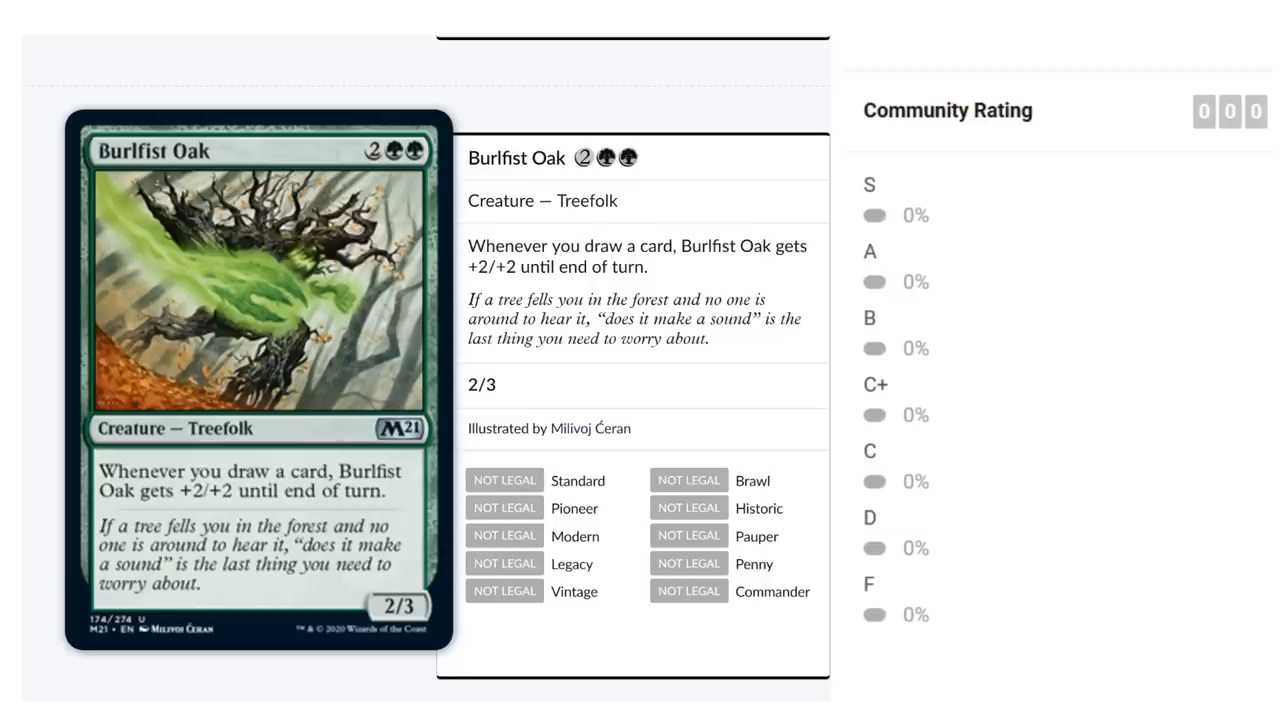 Burlfist Oak 2
Creature — Treefolk
M21
Whenever you draw a card, Burlfist
Oak gets +2/+2 until end of turn.
If a tree fells you in the forest and no
one is around to hear it, “does it make
a sound” is the last thing you need to
worry about.
2/3
174/274 U
M21 • EN MILIVOJ ĆERAN
™ & © 2020 Wizards of the Coast
Burlfist Oak 2
Creature — Treefolk
Whenever you draw a card, Burlfist Oak gets
+2/+2 until end of turn.
If a tree fells you in the forest and no one is
around to hear it, “does it make a sound” is the
last thing you need to worry about.
2/3
Illustrated by Milivoj Ćeran
NOT LEGAL Standard NOT LEGAL Brawl
NOT LEGAL Pioneer NOT LEGAL Historic
NOT LEGAL Modern NOT LEGAL Pauper
NOT LEGAL Legacy NOT LEGAL Penny
NOT LEGAL Vintage NOT LEGAL Commander
Community Rating 0 0 0
S
0%
A
0%
B
0%
C+
0%
C
0%
D
0%
F
0%